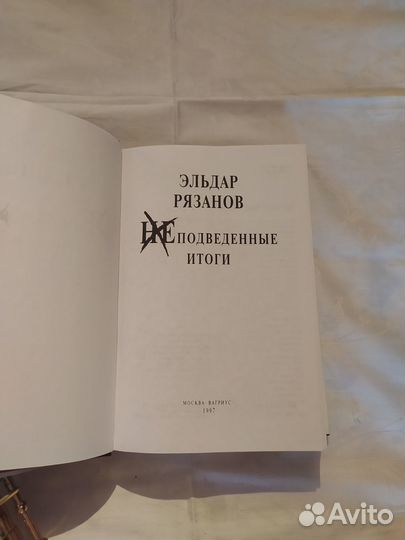 ЭЛЬДАР
РЯЗАНОВ
НЕПОДВЕДЕННЫЕ
ИТОГИ
МОСКВА·ВАГРИУС
1997
Avito